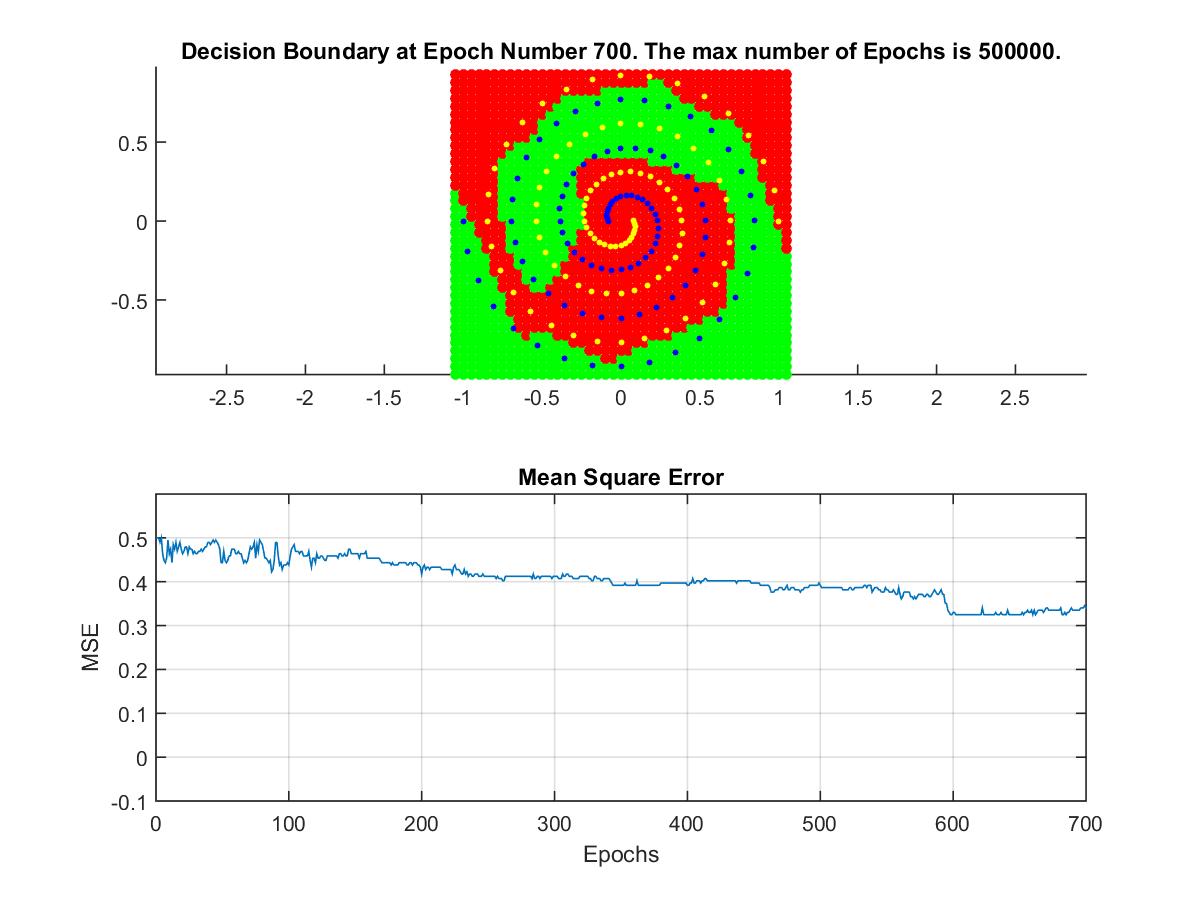 Decision Boundary at Epoch Number 700. The max number of Epochs is 500000.
0.5
0
-0.5
-2.5 -2 -1.5 -1 -0.5 0 0.5 1 1.5 2 2.5
Mean Square Error
0.5
0.4
0.3
0.2
0.1
0
-0.1
MSE
0 100 200 300 400 500 600 700
Epochs